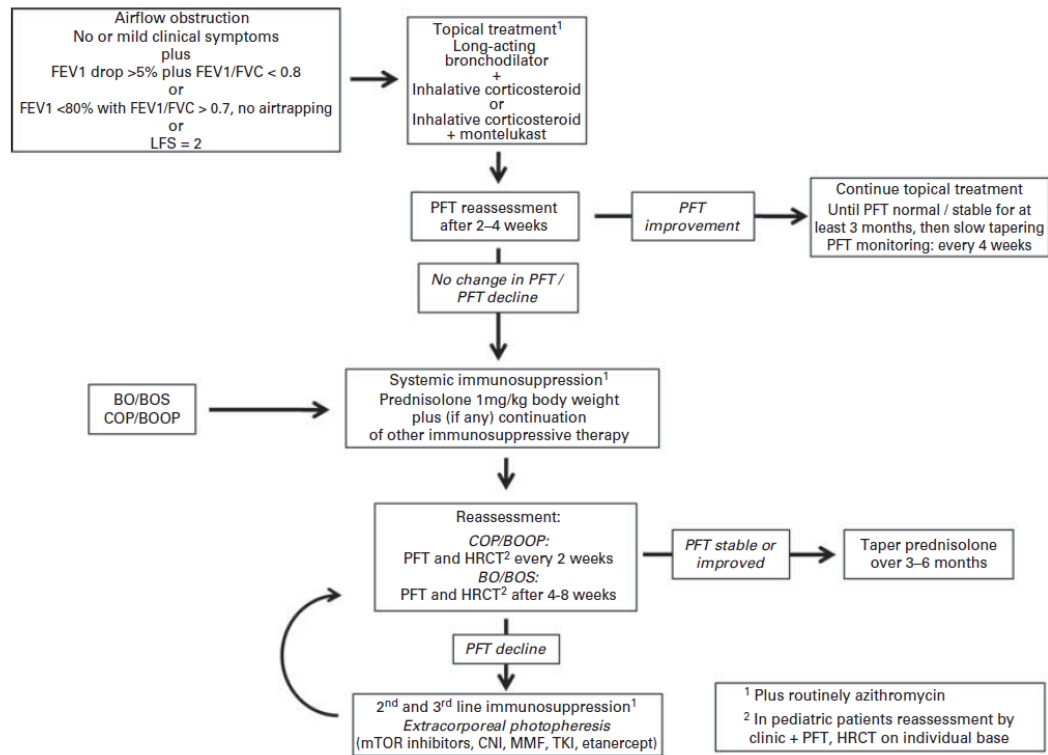 Airflow obstruction
No or mild clinical symptoms
plus
FEV1 drop >5% plus FEV1/FVC < 0.8
or
FEV1 <80% with FEV1/FVC > 0.7, no airtrapping
or
LFS = 2
Topical treatment¹
Long-acting
bronchodilator
+
Inhalative corticosteroid
or
Inhalative corticosteroid
+ montelukast
PFT reassessment
after 2–4 weeks
PFT
improvement
Continue topical treatment
Until PFT normal / stable for at
least 3 months, then slow tapering
PFT monitoring: every 4 weeks
No change in PFT /
PFT decline
BO/BOS
COP/BOOP
Systemic immunosuppression¹
Prednisolone 1mg/kg body weight
plus (if any) continuation
of other immunosuppressive therapy
Reassessment:
COP/BOOP:
PFT and HRCT² every 2 weeks
BO/BOS:
PFT and HRCT² after 4-8 weeks
PFT stable or
improved
Taper prednisolone
over 3–6 months
PFT decline
2nd and 3rd line immunosuppression¹
Extracorporeal photopheresis
(mTOR inhibitors, CNI, MMF, TKI, etanercept)
¹ Plus routinely azithromycin
² In pediatric patients reassessment by
clinic + PFT, HRCT on individual base